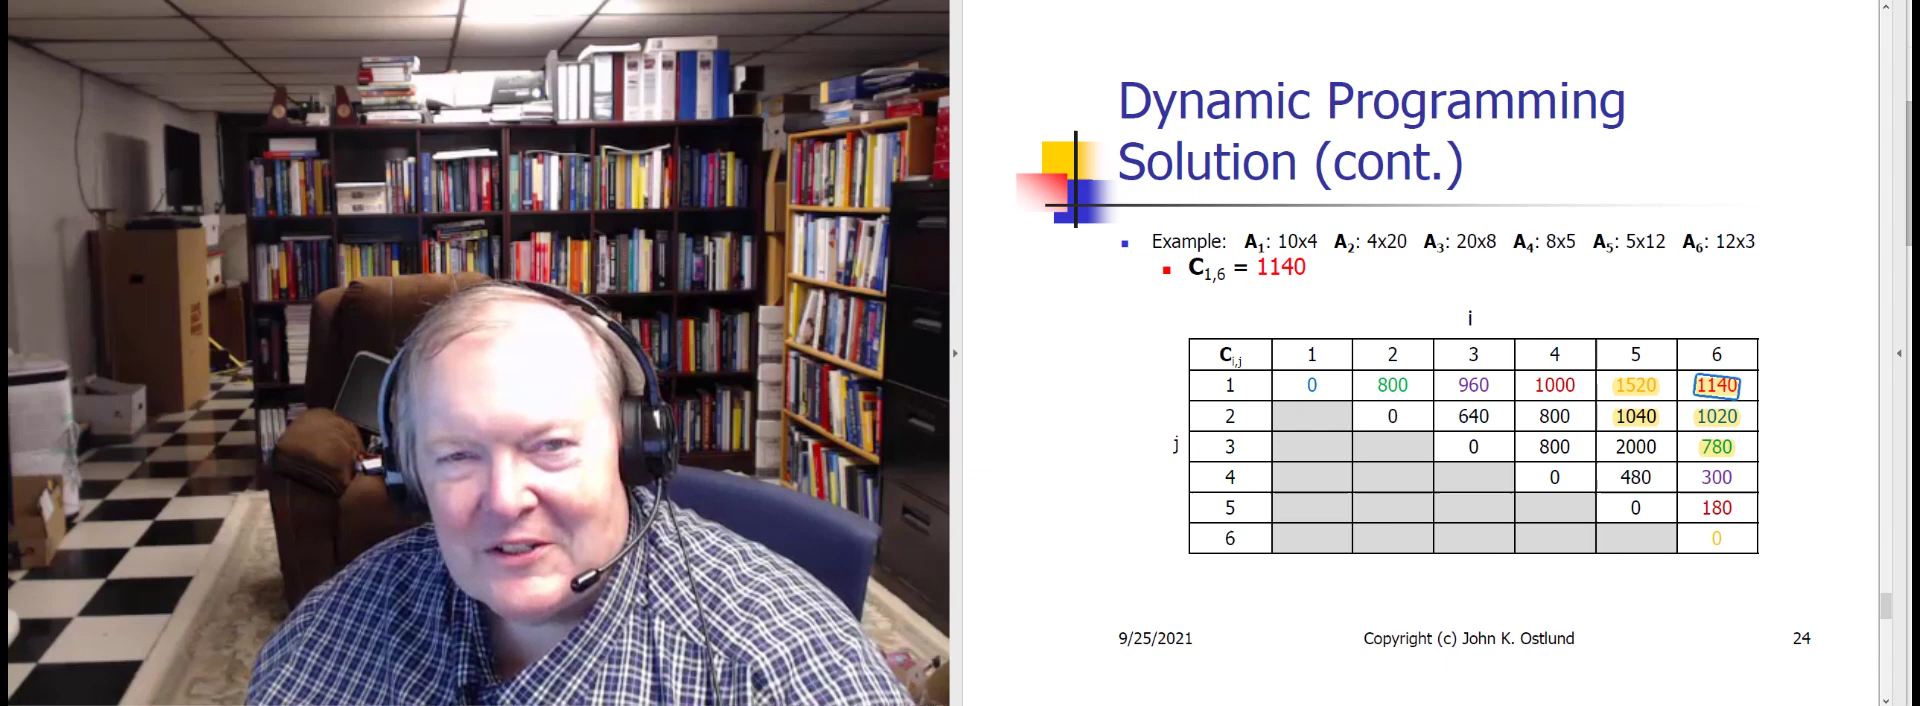 Dynamic Programming
Solution (cont.)
Example: A1: 10x4 A2: 4x20 A3: 20x8 A4: 8x5 A5: 5x12 A6: 12x3
C1,6 = 1140
i
Ci,j 1 2 3 4 5 6
1 0 800 960 1000 1520 1140
2 0 640 800 1040 1020
j
3 0 800 2000 780
4 0 480 300
5 0 180
6 0
9/25/2021 Copyright (c) John K. Ostlund 24